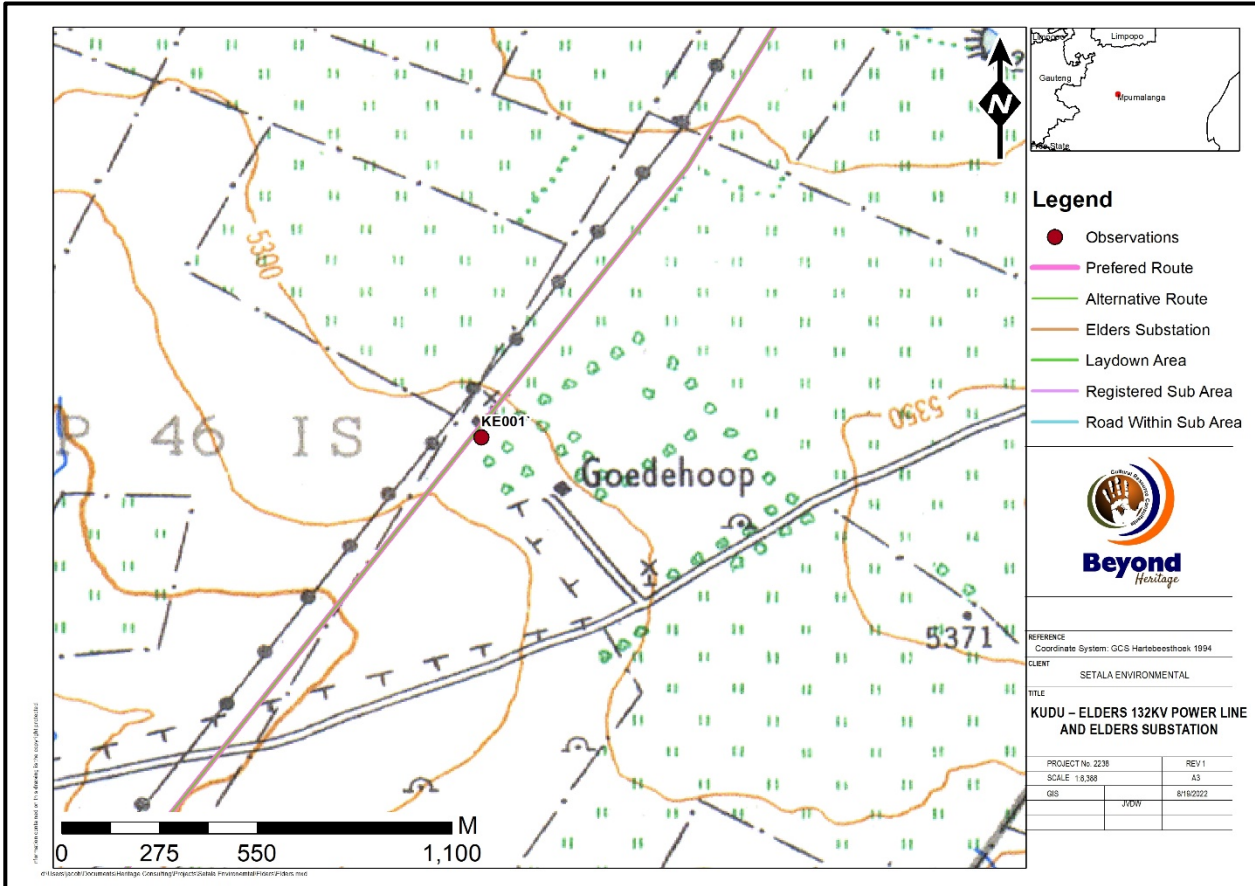 5300
P 46 IS
KE001
Goedehoop
5350
5371
N
0 275 550 1,100 M
Limpopo
Limpopo
Gauteng
Mpumalanga
Legend
Observations
Prefered Route
Alternative Route
Elders Substation
Laydown Area
Registered Sub Area
Road Within Sub Area
Beyond
Heritage
REFERENCE
Coordinate System: GCS Hartebeesthoek 1994
CLIENT
SETALA ENVIRONMENTAL
TITLE
KUDU – ELDERS 132KV POWER LINE
AND ELDERS SUBSTATION
PROJECT No. 2236 REV 1
SCALE 1:8,388 A3
GIS 8/19/2022
JVDW